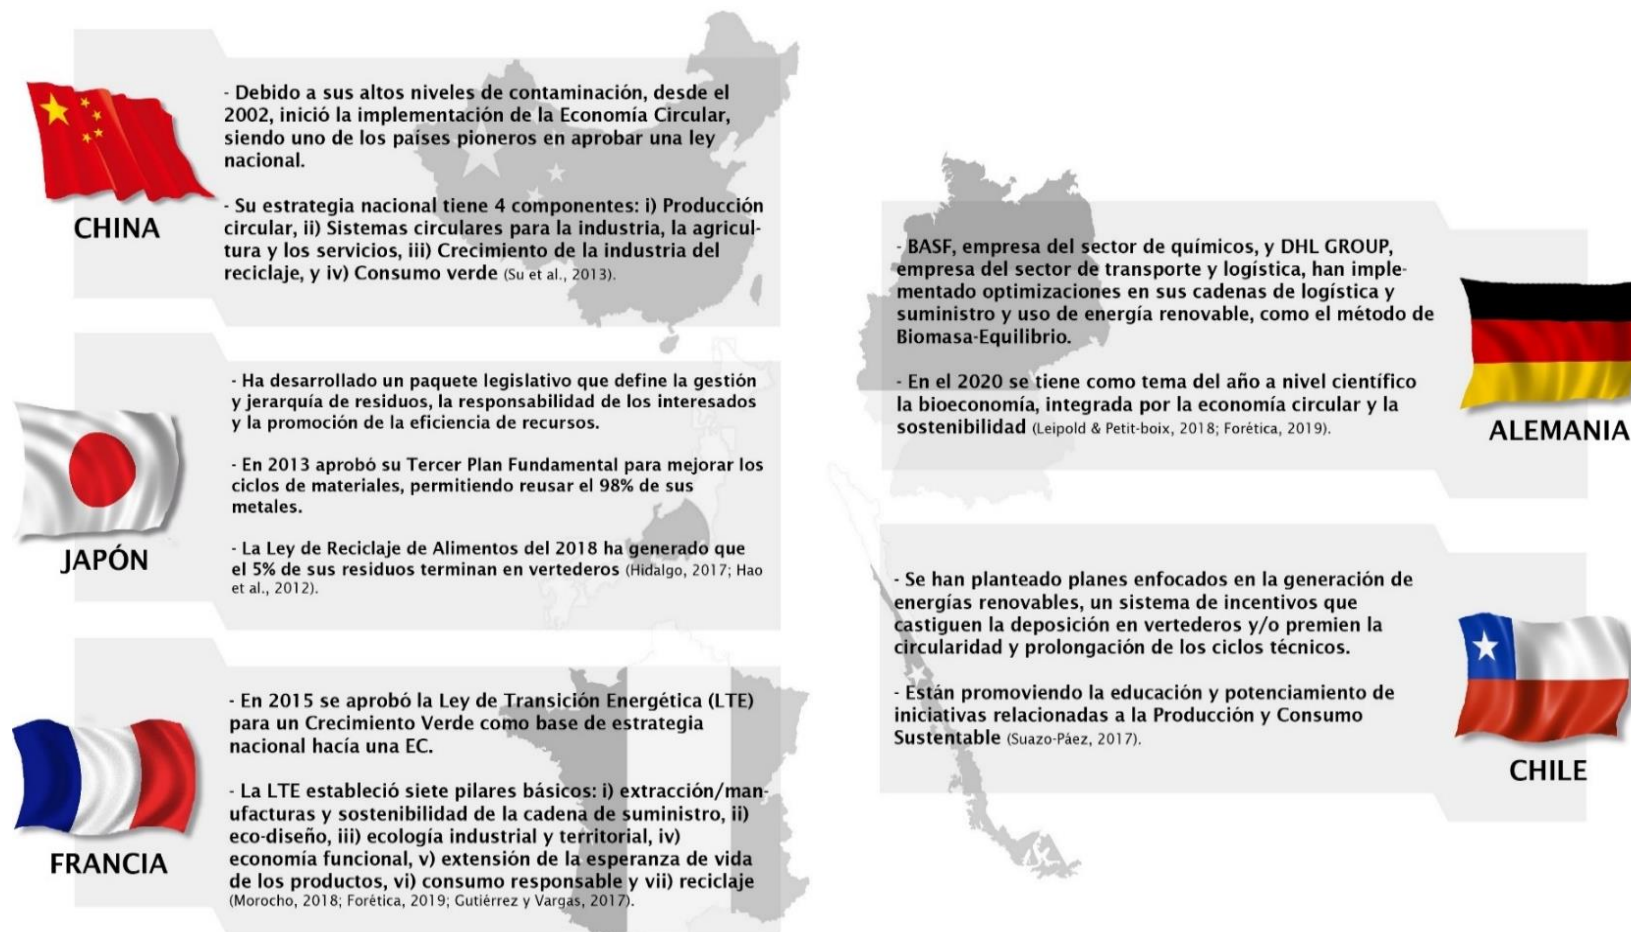 - Debido a sus altos niveles de contaminación, desde el
2002, inició la implementación de la Economía Circular,
siendo uno de los países pioneros en aprobar una ley
nacional.
- Su estrategia nacional tiene 4 componentes: i) Producción
circular, ii) Sistemas circulares para la industria, la agricul-
tura y los servicios, iii) Crecimiento de la industria del
reciclaje, y iv) Consumo verde (Su et al., 2013).
CHINA
- Ha desarrollado un paquete legislativo que define la gestión
y jerarquía de residuos, la responsabilidad de los interesados
y la promoción de la eficiencia de recursos.
- En 2013 aprobó su Tercer Plan Fundamental para mejorar los
ciclos de materiales, permitiendo reusar el 98% de sus
metales.
- La Ley de Reciclaje de Alimentos del 2018 ha generado que
el 5% de sus residuos terminan en vertederos (Hidalgo, 2017; Hao
et al., 2012).
JAPÓN
- En 2015 se aprobó la Ley de Transición Energética (LTE)
para un Crecimiento Verde como base de estrategia
nacional hacía una EC.
- La LTE estableció siete pilares básicos: i) extracción/man-
ufacturas y sostenibilidad de la cadena de suministro, ii)
eco-diseño, iii) ecología industrial y territorial, iv)
economía funcional, v) extensión de la esperanza de vida
de los productos, vi) consumo responsable y vii) reciclaje
(Morocho, 2018; Forética, 2019; Gutiérrez y Vargas, 2017).
FRANCIA
- BASF, empresa del sector de químicos, y DHL GROUP,
empresa del sector de transporte y logística, han imple-
mentado optimizaciones en sus cadenas de logística y
suministro y uso de energía renovable, como el método de
Biomasa-Equilibrio.
- En el 2020 se tiene como tema del año a nivel científico
la bioeconomía, integrada por la economía circular y la
sostenibilidad (Leipold & Petit-boix, 2018; Forética, 2019).
ALEMANIA
- Se han planteado planes enfocados en la generación de
energías renovables, un sistema de incentivos que
castiguen la deposición en vertederos y/o premien la
circularidad y prolongación de los ciclos técnicos.
- Están promoviendo la educación y potenciamiento de
iniciativas relacionadas a la Producción y Consumo
Sustentable (Suazo-Páez, 2017).
CHILE